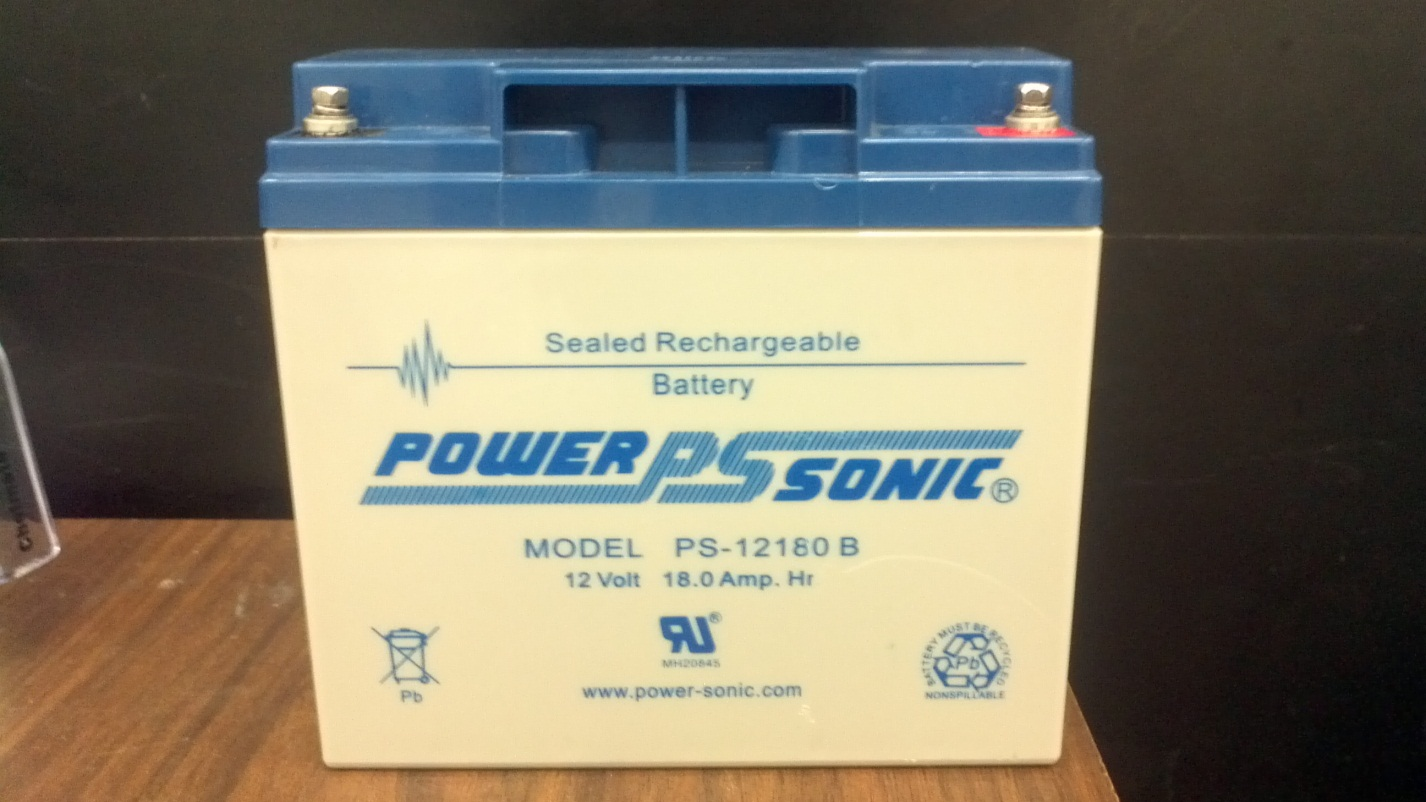 Sealed Rechargeable
Battery
POWER PS SONIC®
MODEL PS-12180 B
12 Volt 18.0 Amp. Hr
RU®
MH20845
Pb
www.power-sonic.com
BATTERY MUST BE RECYCLED
Pb
NONSPILLABLE